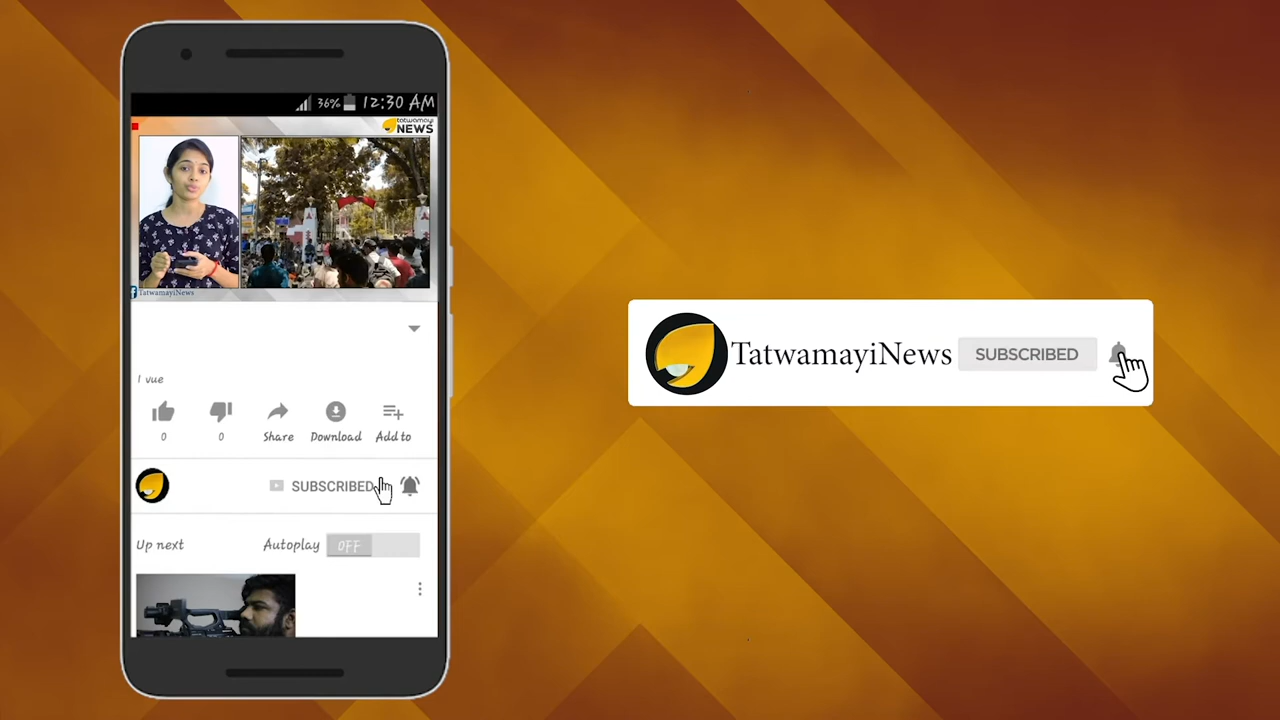 36% 12:30 AM
tatwamayi
NEWS
TatwamayiNews
1 vue
0 0 Share Download Add to
SUBSCRIBED
Up next Autoplay OFF
TatwamayiNews SUBSCRIBED